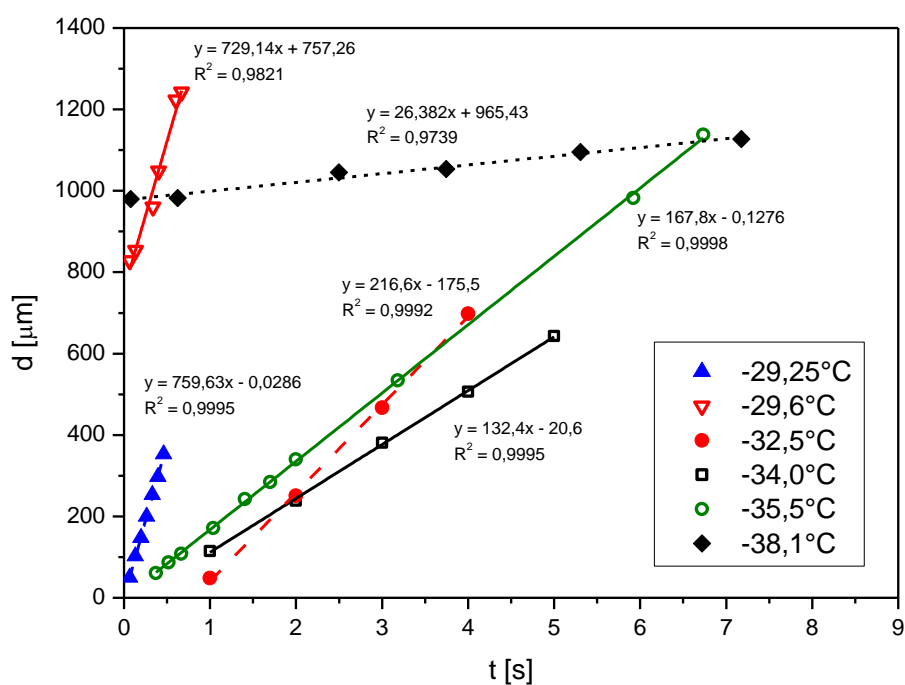 1400
1200
1000
800
600
400
200
0
0 1 2 3 4 5 6 7 8 9
d [μm]
t [s]
y = 729,14x + 757,26
R² = 0,9821
y = 26,382x + 965,43
R² = 0,9739
y = 167,8x - 0,1276
R² = 0,9998
y = 216,6x - 175,5
R² = 0,9992
y = 759,63x - 0,0286
R² = 0,9995
y = 132,4x - 20,6
R² = 0,9995
-29,25°C
-29,6°C
-32,5°C
-34,0°C
-35,5°C
-38,1°C